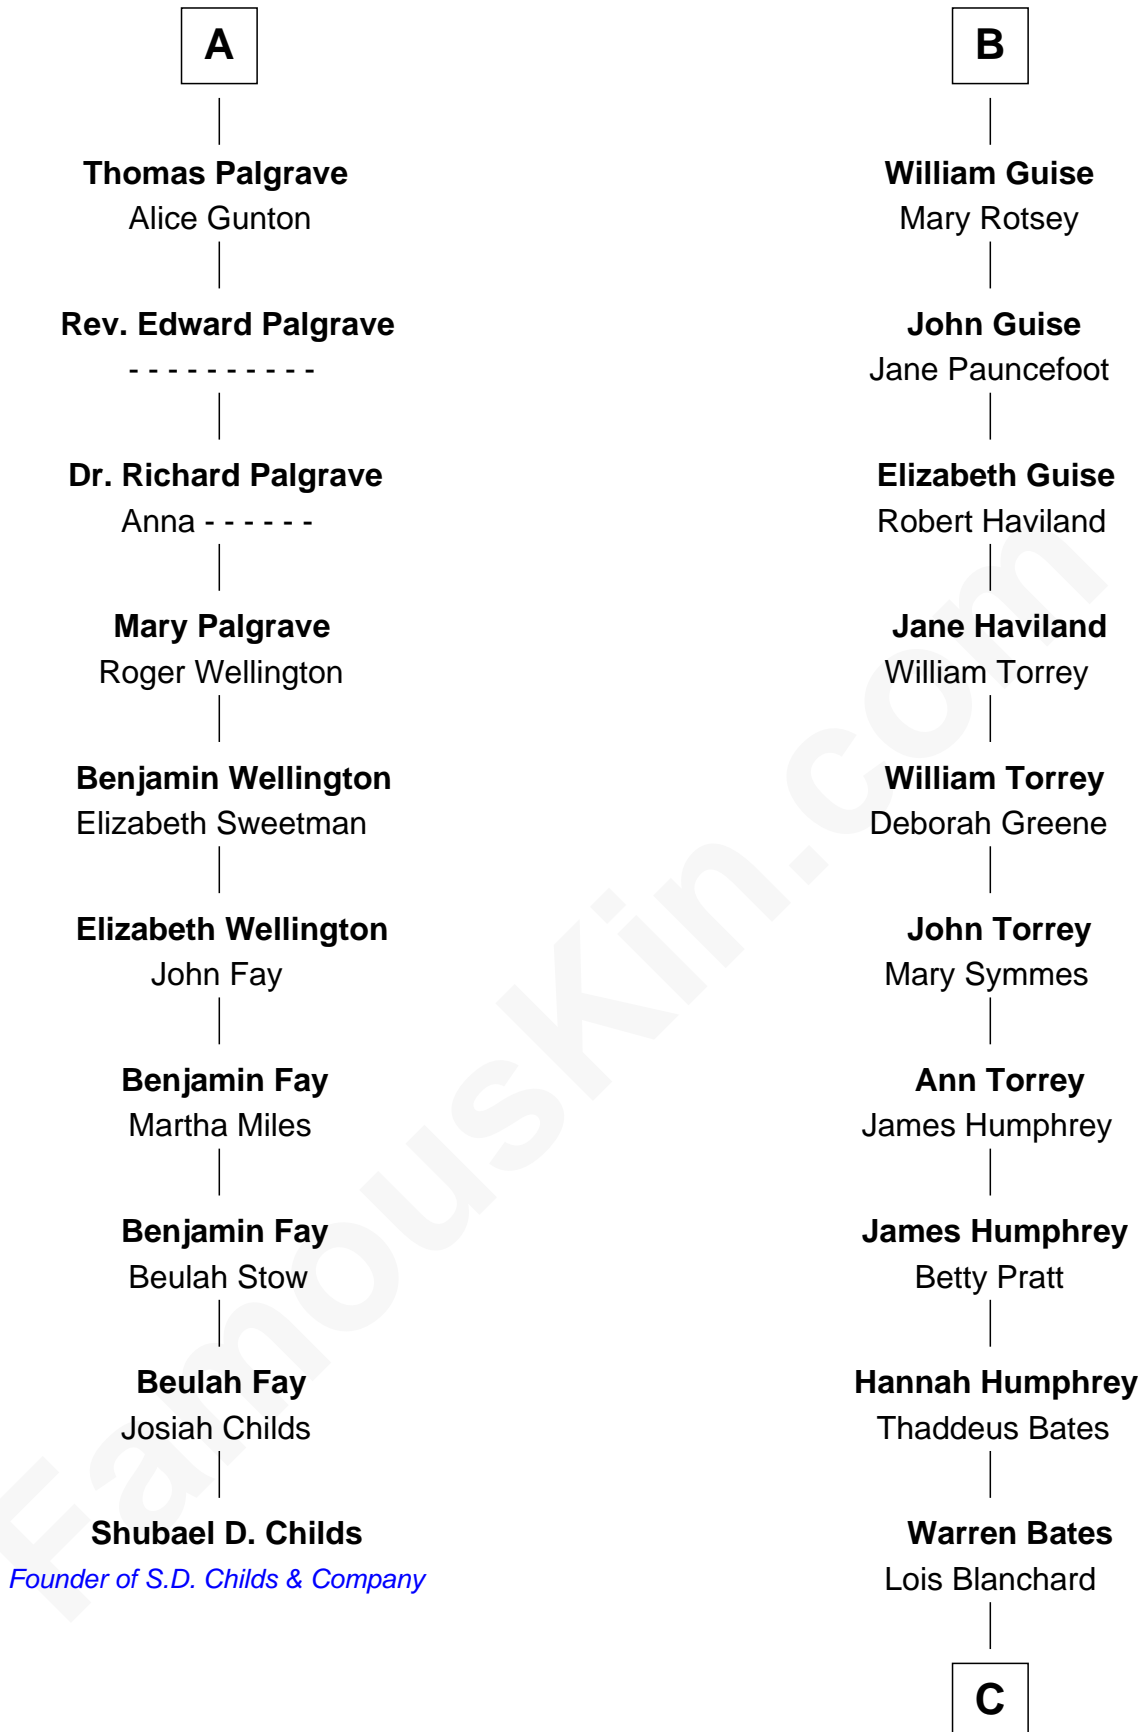 A
Thomas Palgrave
Alice Gunton
Rev. Edward Palgrave
- - - - - - - - - -
Dr. Richard Palgrave
Anna - - - - - -
Mary Palgrave
Roger Wellington
Benjamin Wellington
Elizabeth Sweetman
Elizabeth Wellington
John Fay
Benjamin Fay
Martha Miles
Benjamin Fay
Beulah Stow
Beulah Fay
Josiah Childs
Shubael D. Childs
Founder of S.D. Childs & Company
B
William Guise
Mary Rotsey
John Guise
Jane Pauncefoot
Elizabeth Guise
Robert Haviland
Jane Haviland
William Torrey
William Torrey
Deborah Greene
John Torrey
Mary Symmes
Ann Torrey
James Humphrey
James Humphrey
Betty Pratt
Hannah Humphrey
Thaddeus Bates
Warren Bates
Lois Blanchard
C
FamousKin.com